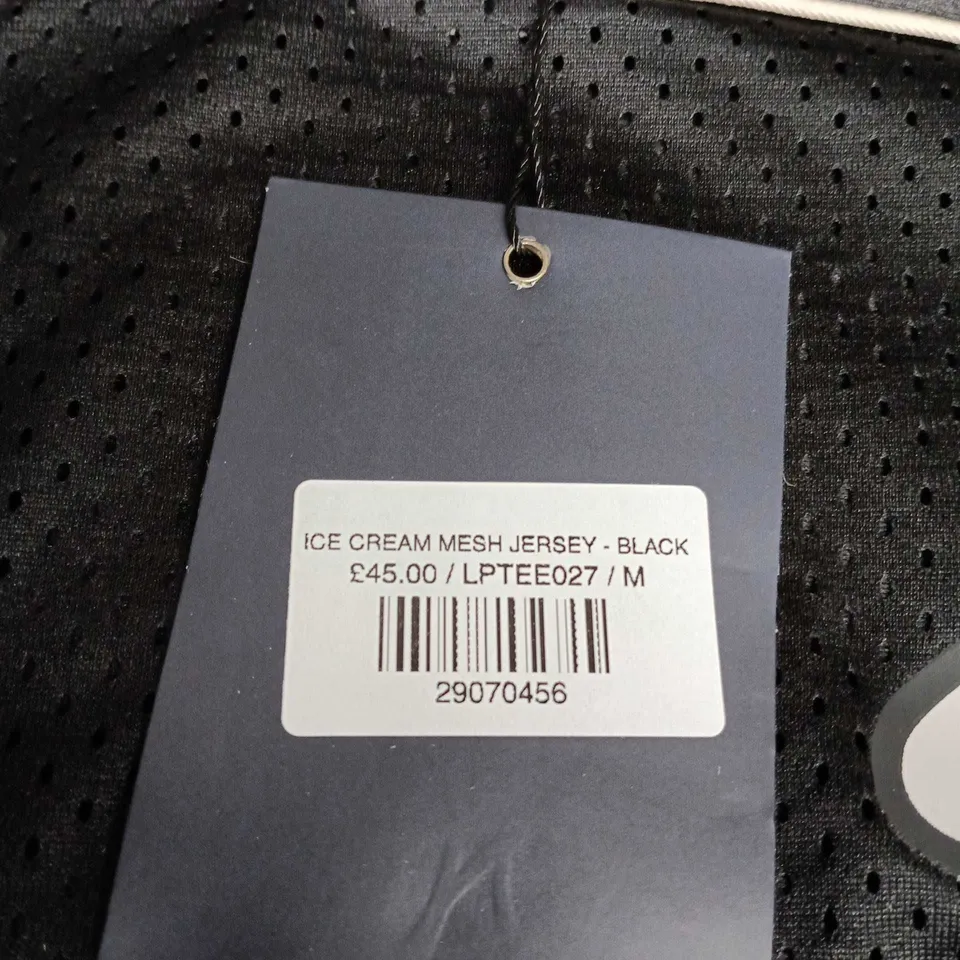 ICE CREAM MESH JERSEY - BLACK
£45.00 / LPTEE027 / M
29070456